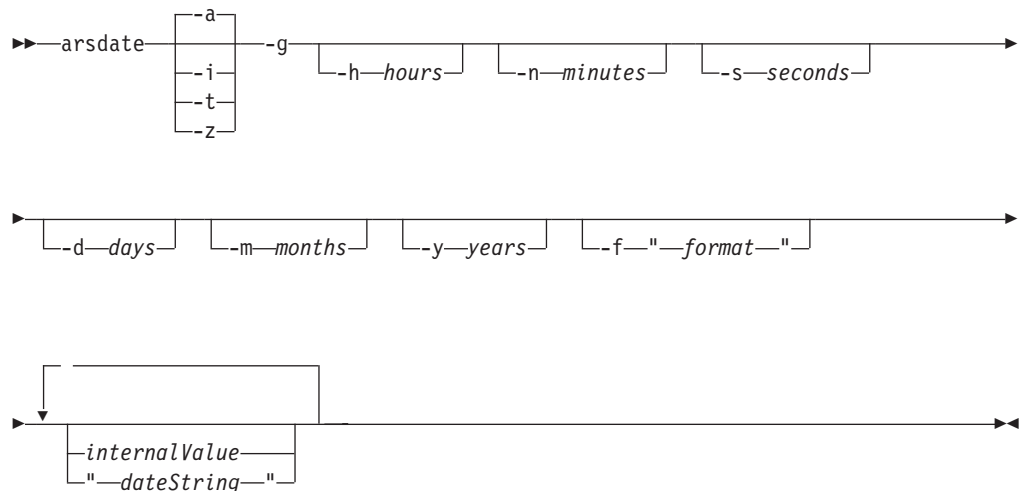 -a
arsdate -g
-i -h hours -n minutes -s seconds
-t
-z
-d days -m months -y years -f " format "
internalValue
" dateString "